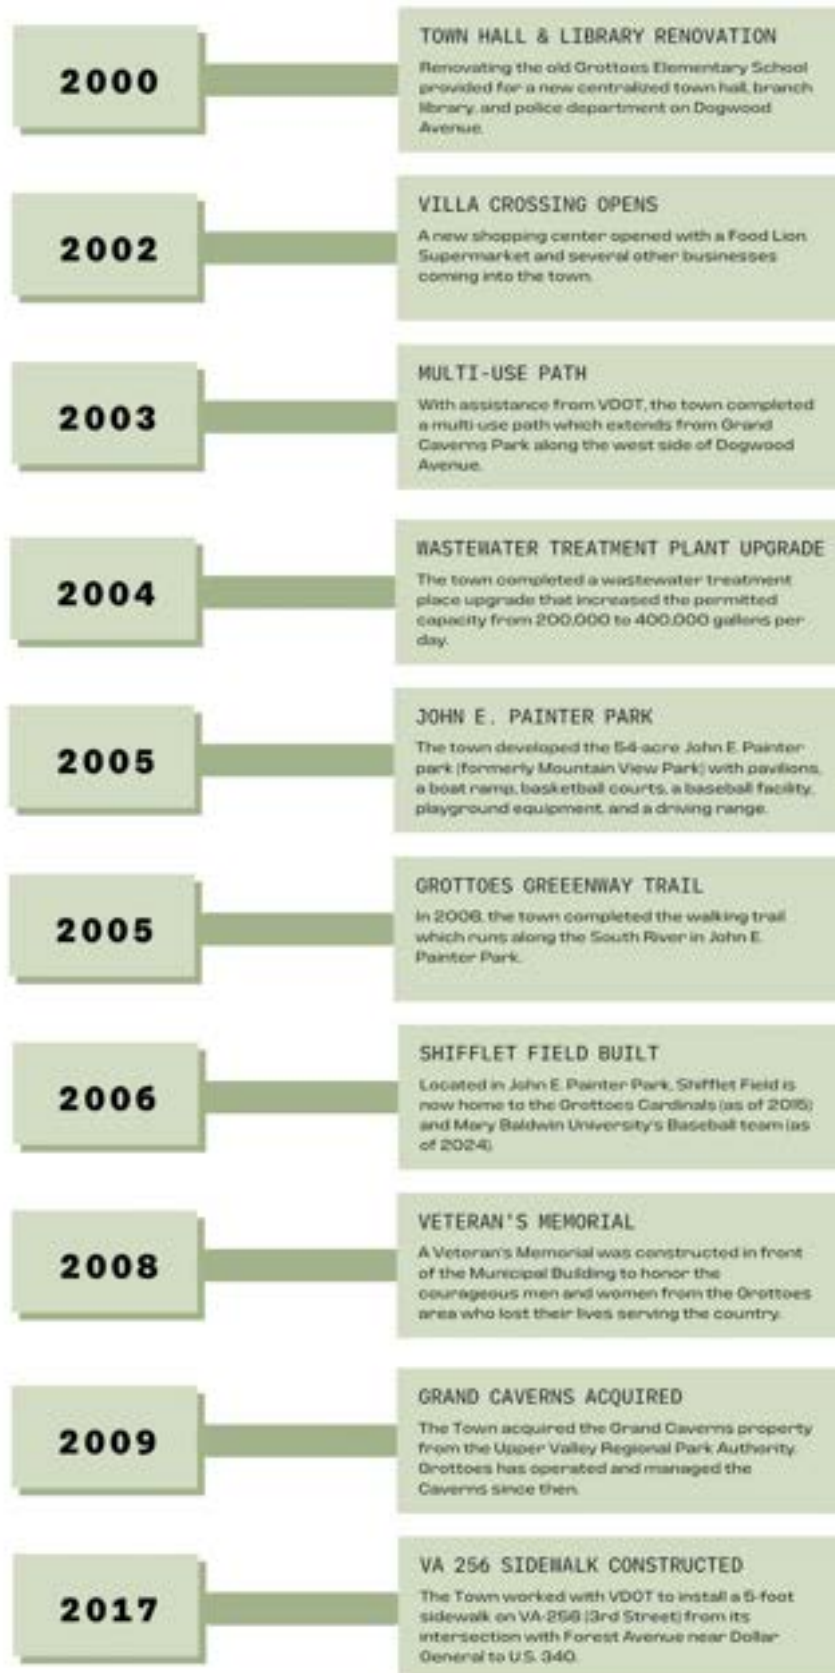 2000
TOWN HALL & LIBRARY RENOVATION
Renovating the old Grottoes Elementary School
provided for a new centralized town hall, branch
library, and police department on Dogwood
Avenue.
2002
VILLA CROSSING OPENS
A new shopping center opened with a Food Lion
Supermarket and several other businesses
coming into the town.
2003
MULTI-USE PATH
With assistance from VDOT, the town completed
a multi-use path which extends from Grand
Caverns Park along the west side of Dogwood
Avenue.
2004
WASTEWATER TREATMENT PLANT UPGRADE
The town completed a wastewater treatment
place upgrade that increased the permitted
capacity from 200,000 to 400,000 gallons per
day.
2005
JOHN E. PAINTER PARK
The town developed the 54-acre John E. Painter
park (formerly Mountain View Park) with pavilions,
a boat ramp, basketball courts, a baseball facility,
playground equipment, and a driving range.
2005
GROTTOES GREEENWAY TRAIL
In 2006, the town completed the walking trail
which runs along the South River in John E.
Painter Park.
2006
SHIFFLET FIELD BUILT
Located in John E. Painter Park, Shifflet Field is
now home to the Grottoes Cardinals (as of 2015)
and Mary Baldwin University's Baseball team (as
of 2024).
2008
VETERAN'S MEMORIAL
A Veteran's Memorial was constructed in front
of the Municipal Building to honor the
courageous men and women from the Grottoes
area who lost their lives serving the country.
2009
GRAND CAVERNS ACQUIRED
The Town acquired the Grand Caverns property
from the Upper Valley Regional Park Authority.
Grottoes has operated and managed the
Caverns since then.
2017
VA 256 SIDEWALK CONSTRUCTED
The Town worked with VDOT to install a 5-foot
sidewalk on VA-256 (3rd Street) from its
intersection with Forest Avenue near Dollar
General to U.S. 340.